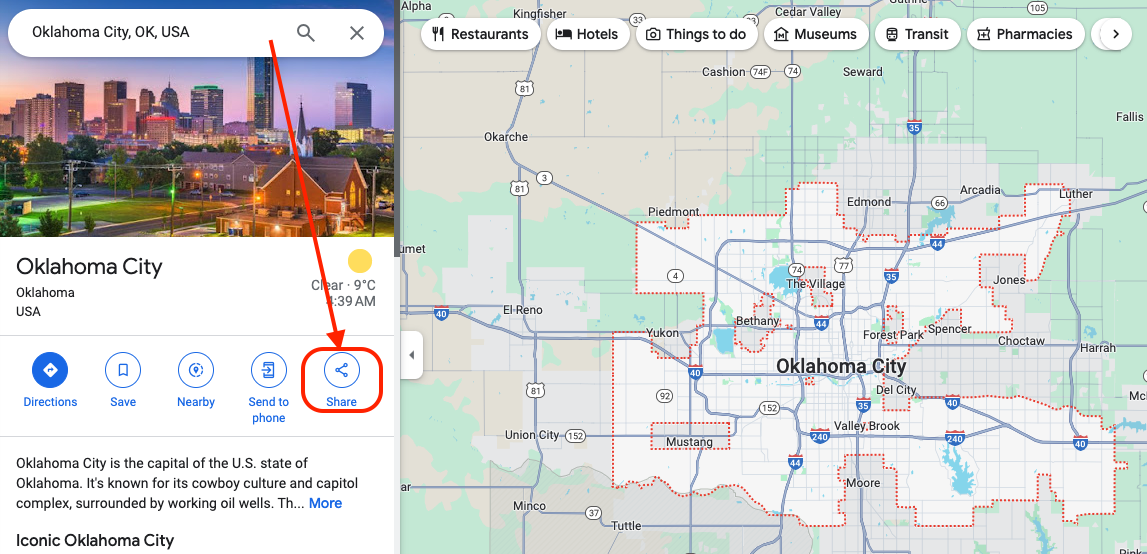 Oklahoma City, OK, USA
Oklahoma City
Oklahoma
USA
Clear · 9°C
4:39 AM
Directions
Save
Nearby
Send to
phone
Share
Oklahoma City is the capital of the U.S. state of
Oklahoma. It's known for its cowboy culture and capitol
complex, surrounded by working oil wells. Th... More
Iconic Oklahoma City
Restaurants
Hotels
Things to do
Museums
Transit
Pharmacies
Alpha
Kingfisher
33
Cedar Valley
Guthrie
105
Cashion
74F
74
Seward
81
Fallis
35
Okarche
3
81
Arcadia
Luther
Edmond
66
Piedmont
44
77
74
35
4
The Village
Jones
40
El Reno
Bethany
44
Yukon
Forest Park
Spencer
Choctaw
Harrah
Oklahoma City
40
81
92
Del City
152
35
40
Valley Brook
Union City
152
Mustang
240
240
40
44
Moore
Minco
37
Tuttle